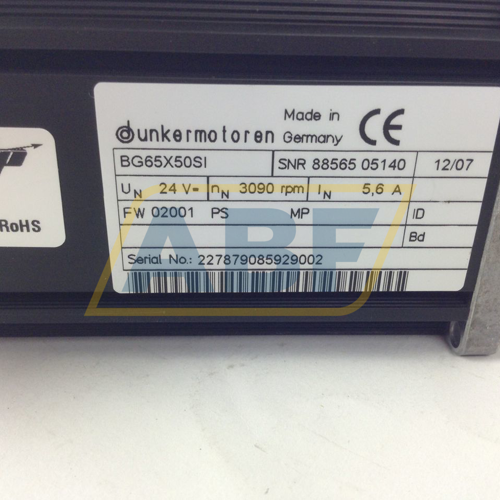 dunkermotoren Made in Germany CE
BG65X50SI SNR 88565 05140 12/07
UN 24 V= nN 3090 rpm IN 5,6 A
FW 02001 PS MP ID
Bd
Serial No.: 227879085929002
RoHS
ABF